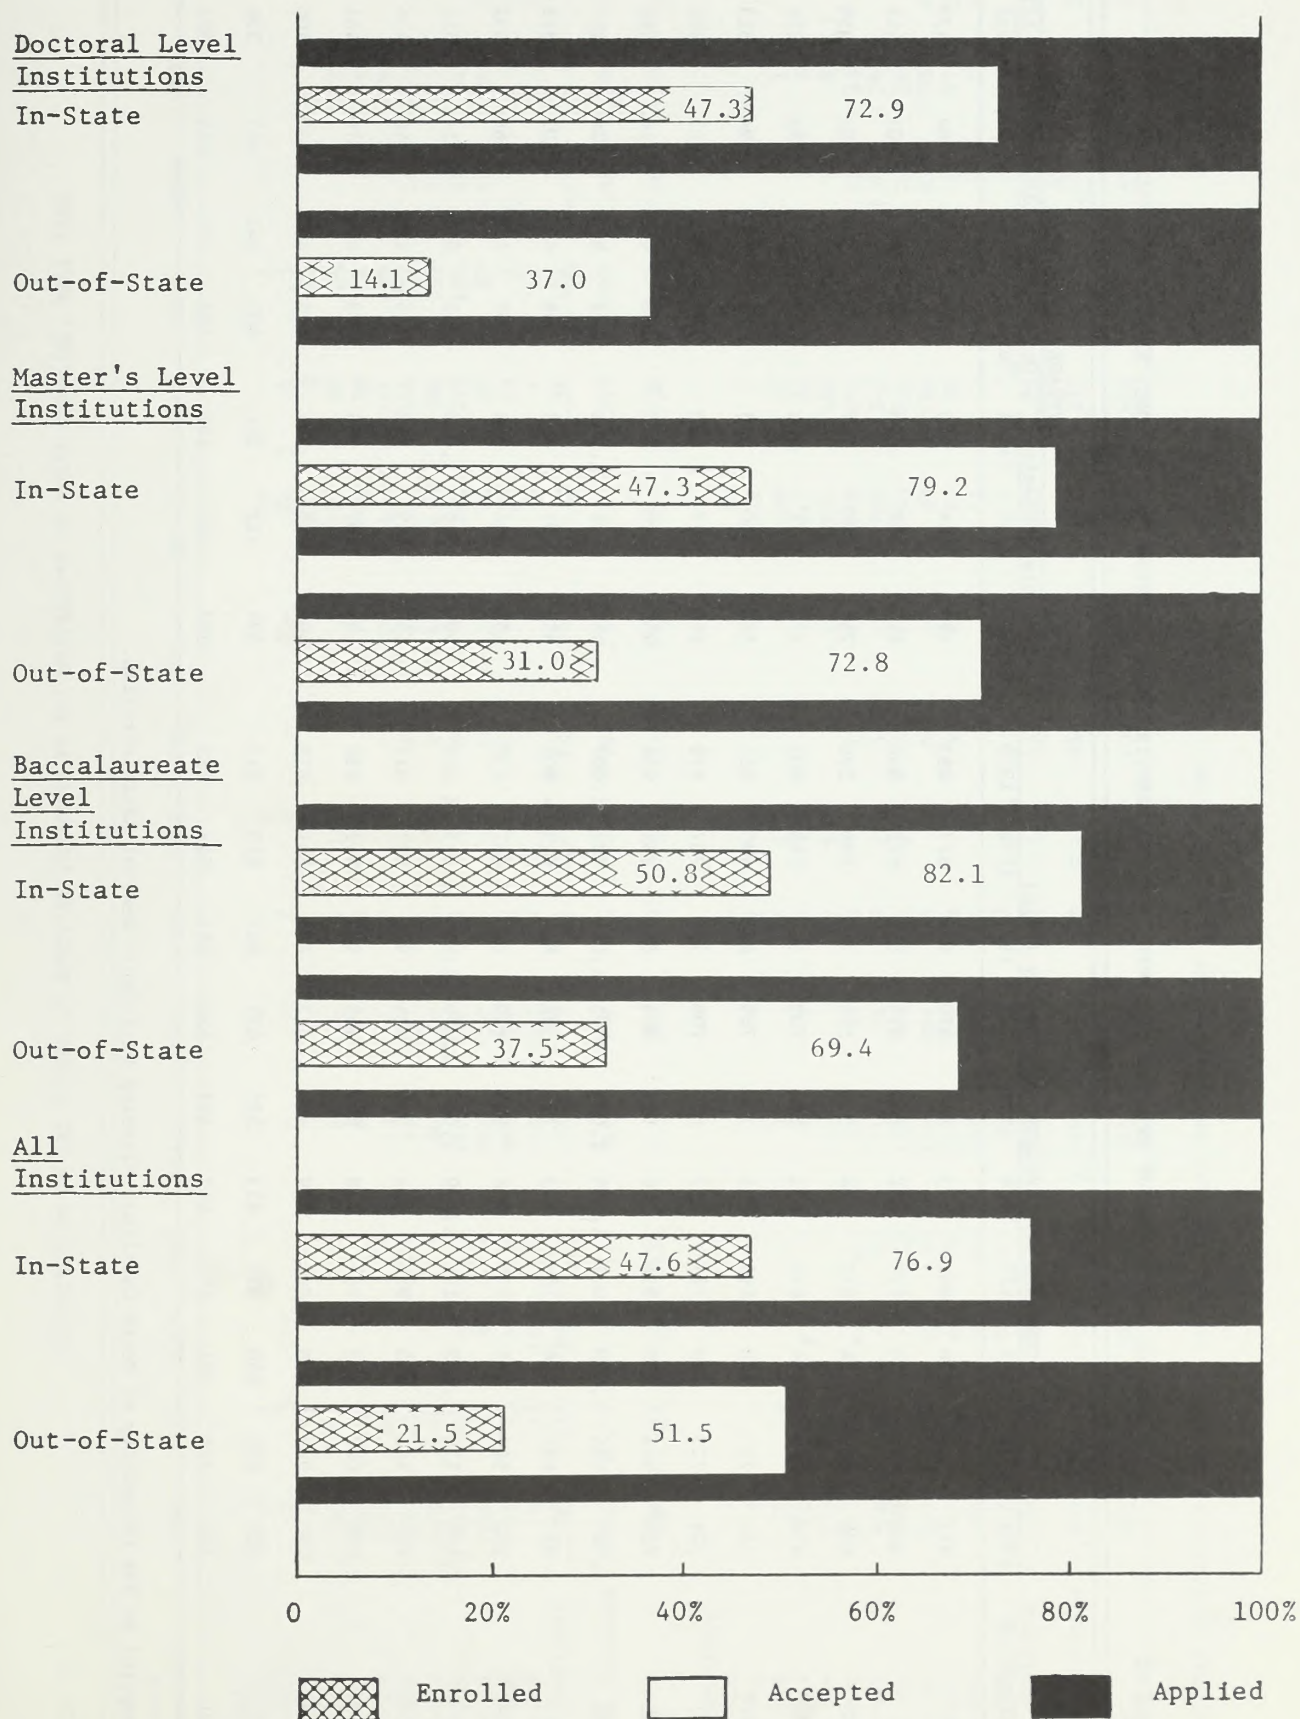 Doctoral Level
Institutions
In-State 47.3 72.9
Out-of-State 14.1 37.0
Master's Level
Institutions
In-State 47.3 79.2
Out-of-State 31.0 72.8
Baccalaureate
Level
Institutions
In-State 50.8 82.1
Out-of-State 37.5 69.4
All
Institutions
In-State 47.6 76.9
Out-of-State 21.5 51.5
0 20% 40% 60% 80% 100%
Enrolled Accepted Applied